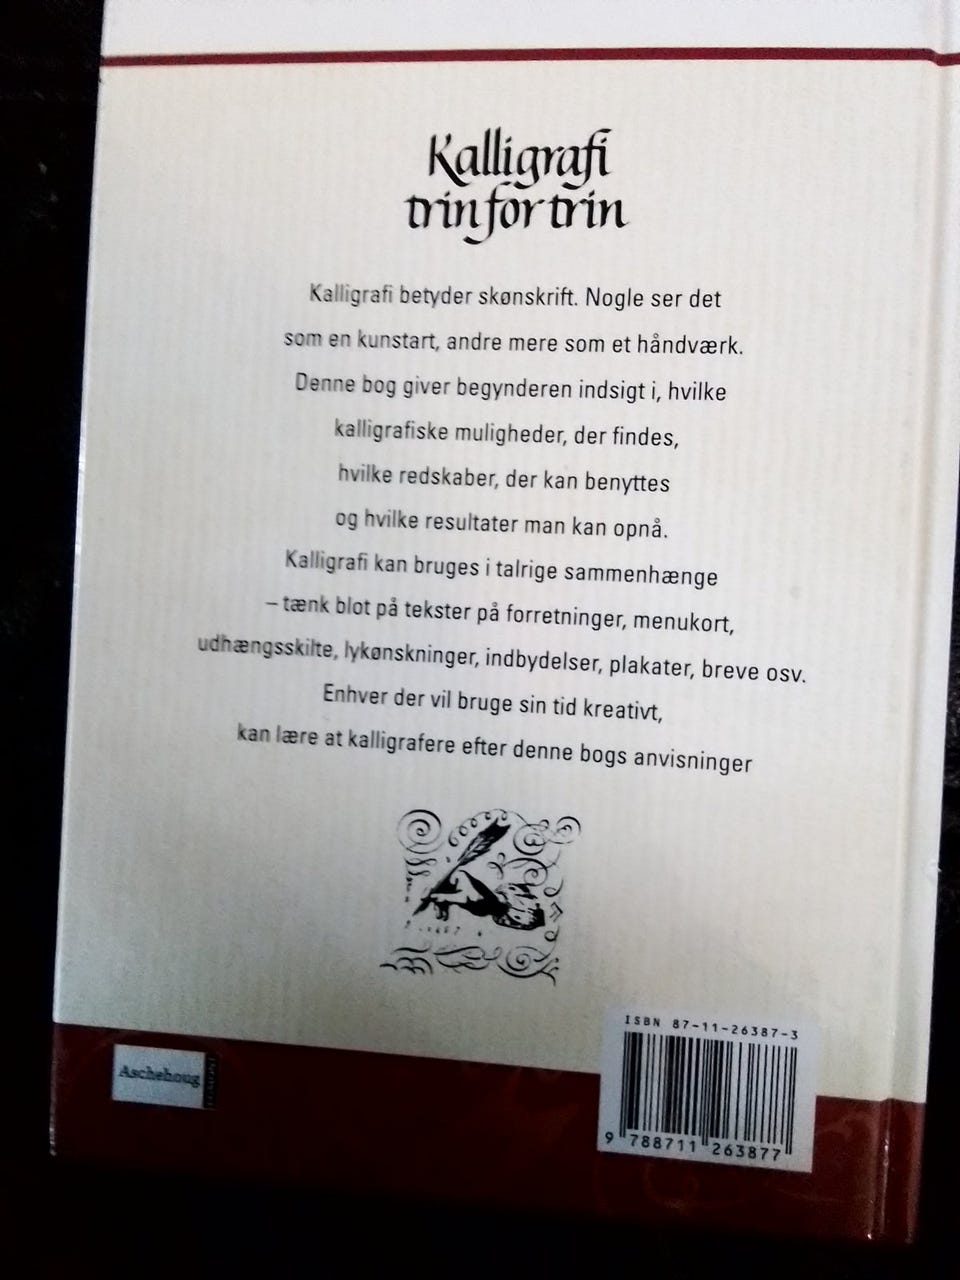 Kalligrafi
trin for trin
Kalligrafi betyder skønskrift. Nogle ser det
som en kunstart, andre mere som et håndværk.
Denne bog giver begynderen indsigt i, hvilke
kalligrafiske muligheder, der findes,
hvilke redskaber, der kan benyttes
og hvilke resultater man kan opnå.
Kalligrafi kan bruges i talrige sammenhænge
– tænk blot på tekster på forretninger, menukort,
udhængsskilte, lykønskninger, indbydelser, plakater, breve osv.
Enhver der vil bruge sin tid kreativt,
kan lære at kalligrafere efter denne bogs anvisninger
ISBN 87-11-26387-3
Aschehoug
9 788711 263877